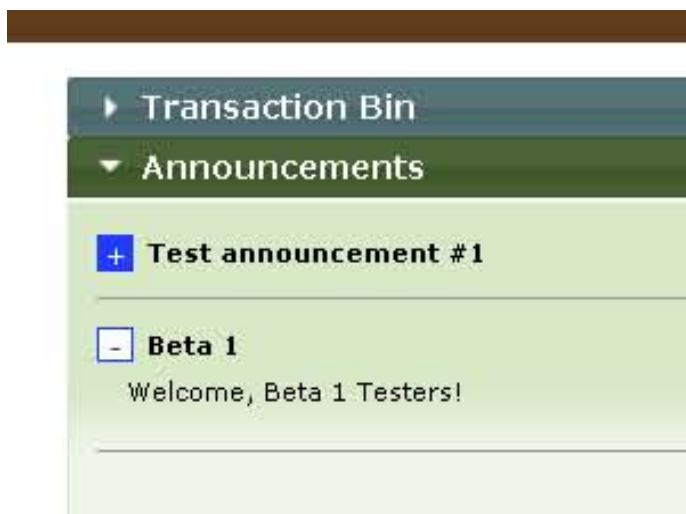 Transaction Bin
Announcements
+ Test announcement #1
- Beta 1
Welcome, Beta 1 Testers!